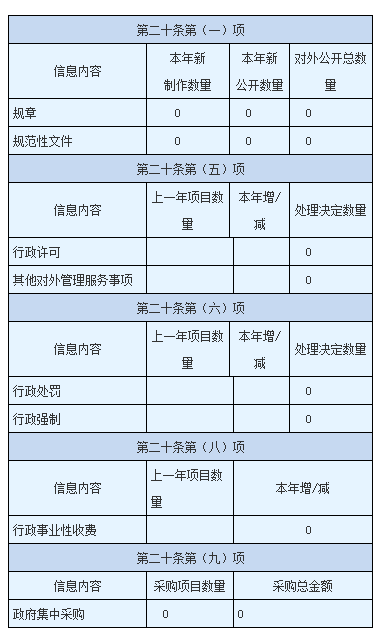 第二十条第（一）项
信息内容 本年新制作数量 本年新公开数量 对外公开总数量
规章 0 0 0
规范性文件 0 0 0
第二十条第（五）项
信息内容 上一年项目数量 本年增/减 处理决定数量
行政许可 0
其他对外管理服务事项 0
第二十条第（六）项
信息内容 上一年项目数量 本年增/减 处理决定数量
行政处罚 0
行政强制 0
第二十条第（八）项
信息内容 上一年项目数量 本年增/减
行政事业性收费 0
第二十条第（九）项
信息内容 采购项目数量 采购总金额
政府集中采购 0 0